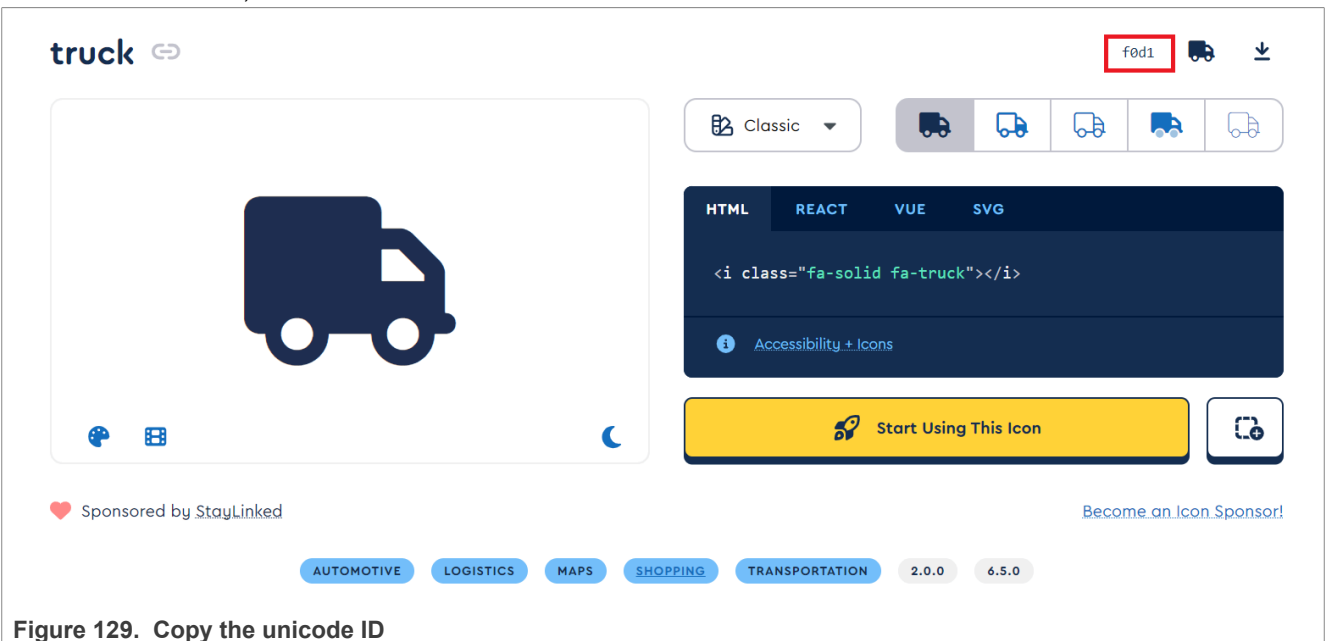 truck
f0d1
Classic
HTML REACT VUE SVG
<i class="fa-solid fa-truck"></i>
Accessibility + Icons
Start Using This Icon
Sponsored by StayLinked
Become an Icon Sponsor!
AUTOMOTIVE LOGISTICS MAPS SHOPPING TRANSPORTATION 2.0.0 6.5.0
Figure 129. Copy the unicode ID